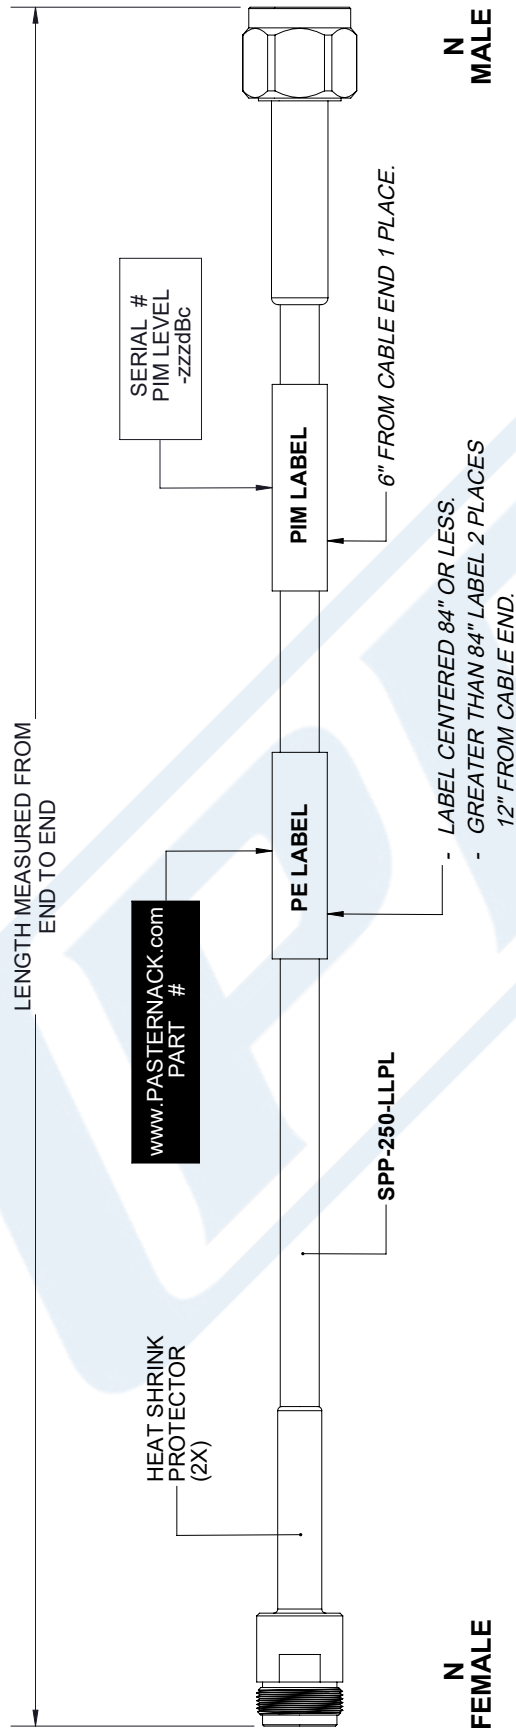 LENGTH MEASURED FROM
END TO END
HEAT SHRINK
PROTECTOR
(2X)
www.PASTERNACK.com
PART #
SERIAL #
PIM LEVEL
-zzzdBc
PE LABEL
PIM LABEL
SPP-250-LLPL
6" FROM CABLE END 1 PLACE.
- LABEL CENTERED 84" OR LESS.
- GREATER THAN 84" LABEL 2 PLACES
12" FROM CABLE END.
N
FEMALE
N
MALE